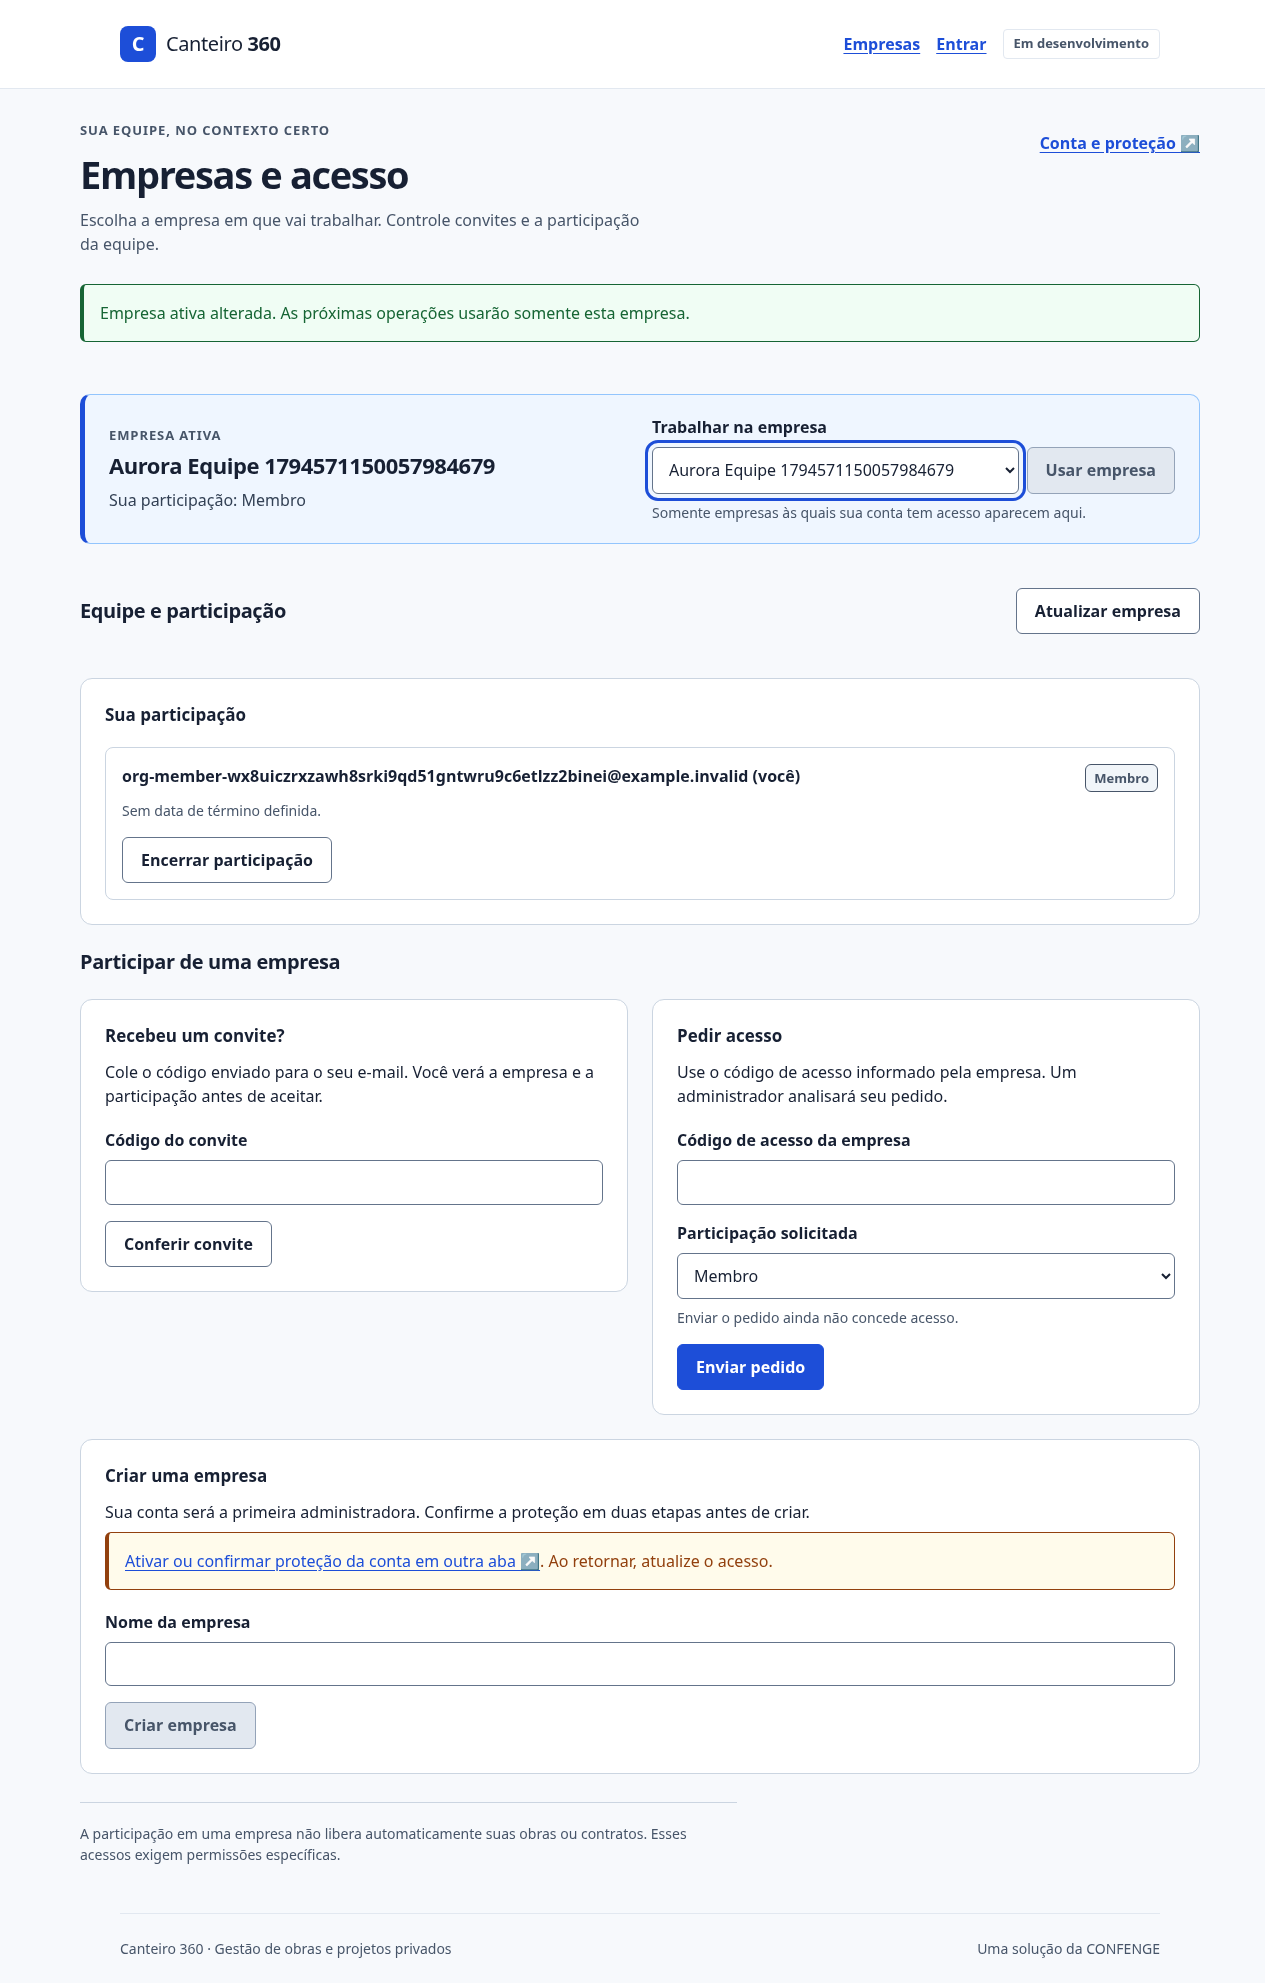 C Canteiro 360
Empresas Entrar Em desenvolvimento
SUA EQUIPE, NO CONTEXTO CERTO
Conta e proteção ↗
Empresas e acesso
Escolha a empresa em que vai trabalhar. Controle convites e a participação
da equipe.
Empresa ativa alterada. As próximas operações usarão somente esta empresa.
EMPRESA ATIVA
Aurora Equipe 1794571150057984679
Sua participação: Membro
Trabalhar na empresa
Aurora Equipe 1794571150057984679
Usar empresa
Somente empresas às quais sua conta tem acesso aparecem aqui.
Equipe e participação
Atualizar empresa
Sua participação
org-member-wx8uiczrxzawh8srki9qd51gntwru9c6etlzz2binei@example.invalid (você)
Membro
Sem data de término definida.
Encerrar participação
Participar de uma empresa
Recebeu um convite?
Cole o código enviado para o seu e-mail. Você verá a empresa e a
participação antes de aceitar.
Código do convite
Conferir convite
Pedir acesso
Use o código de acesso informado pela empresa. Um
administrador analisará seu pedido.
Código de acesso da empresa
Participação solicitada
Membro
Enviar o pedido ainda não concede acesso.
Enviar pedido
Criar uma empresa
Sua conta será a primeira administradora. Confirme a proteção em duas etapas antes de criar.
Ativar ou confirmar proteção da conta em outra aba ↗. Ao retornar, atualize o acesso.
Nome da empresa
Criar empresa
A participação em uma empresa não libera automaticamente suas obras ou contratos. Esses
acessos exigem permissões específicas.
Canteiro 360 · Gestão de obras e projetos privados
Uma solução da CONFENGE